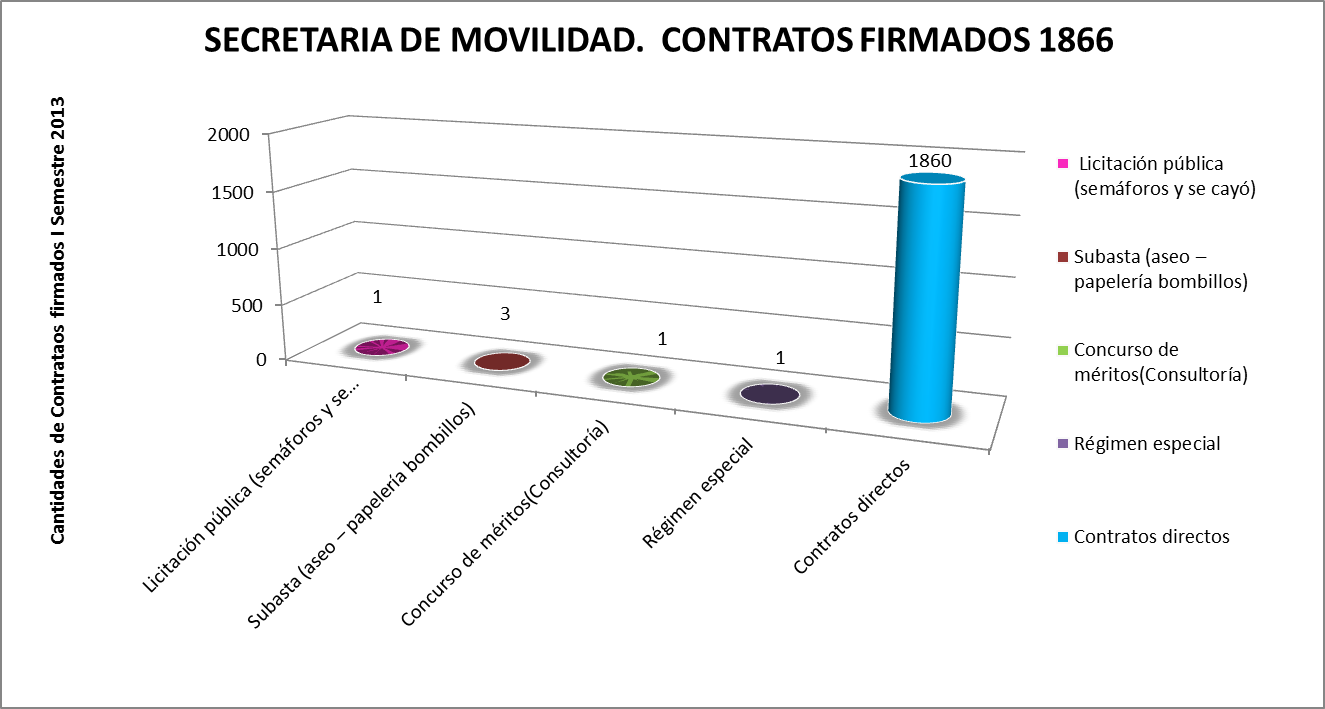 SECRETARIA DE MOVILIDAD.  CONTRATOS FIRMADOS 1866
Cantidades de Contrataos firmados I Semestre 2013
2000
1500
1000
500
0
1
3
1
1
1860
Licitación pública (semáforos y se...
Subasta (aseo – papelería bombillos)
Concurso de méritos(Consultoría)
Régimen especial
Contratos directos
Licitación pública
(semáforos y se cayó)
Subasta (aseo –
papelería bombillos)
Concurso de
méritos(Consultoría)
Régimen especial
Contratos directos